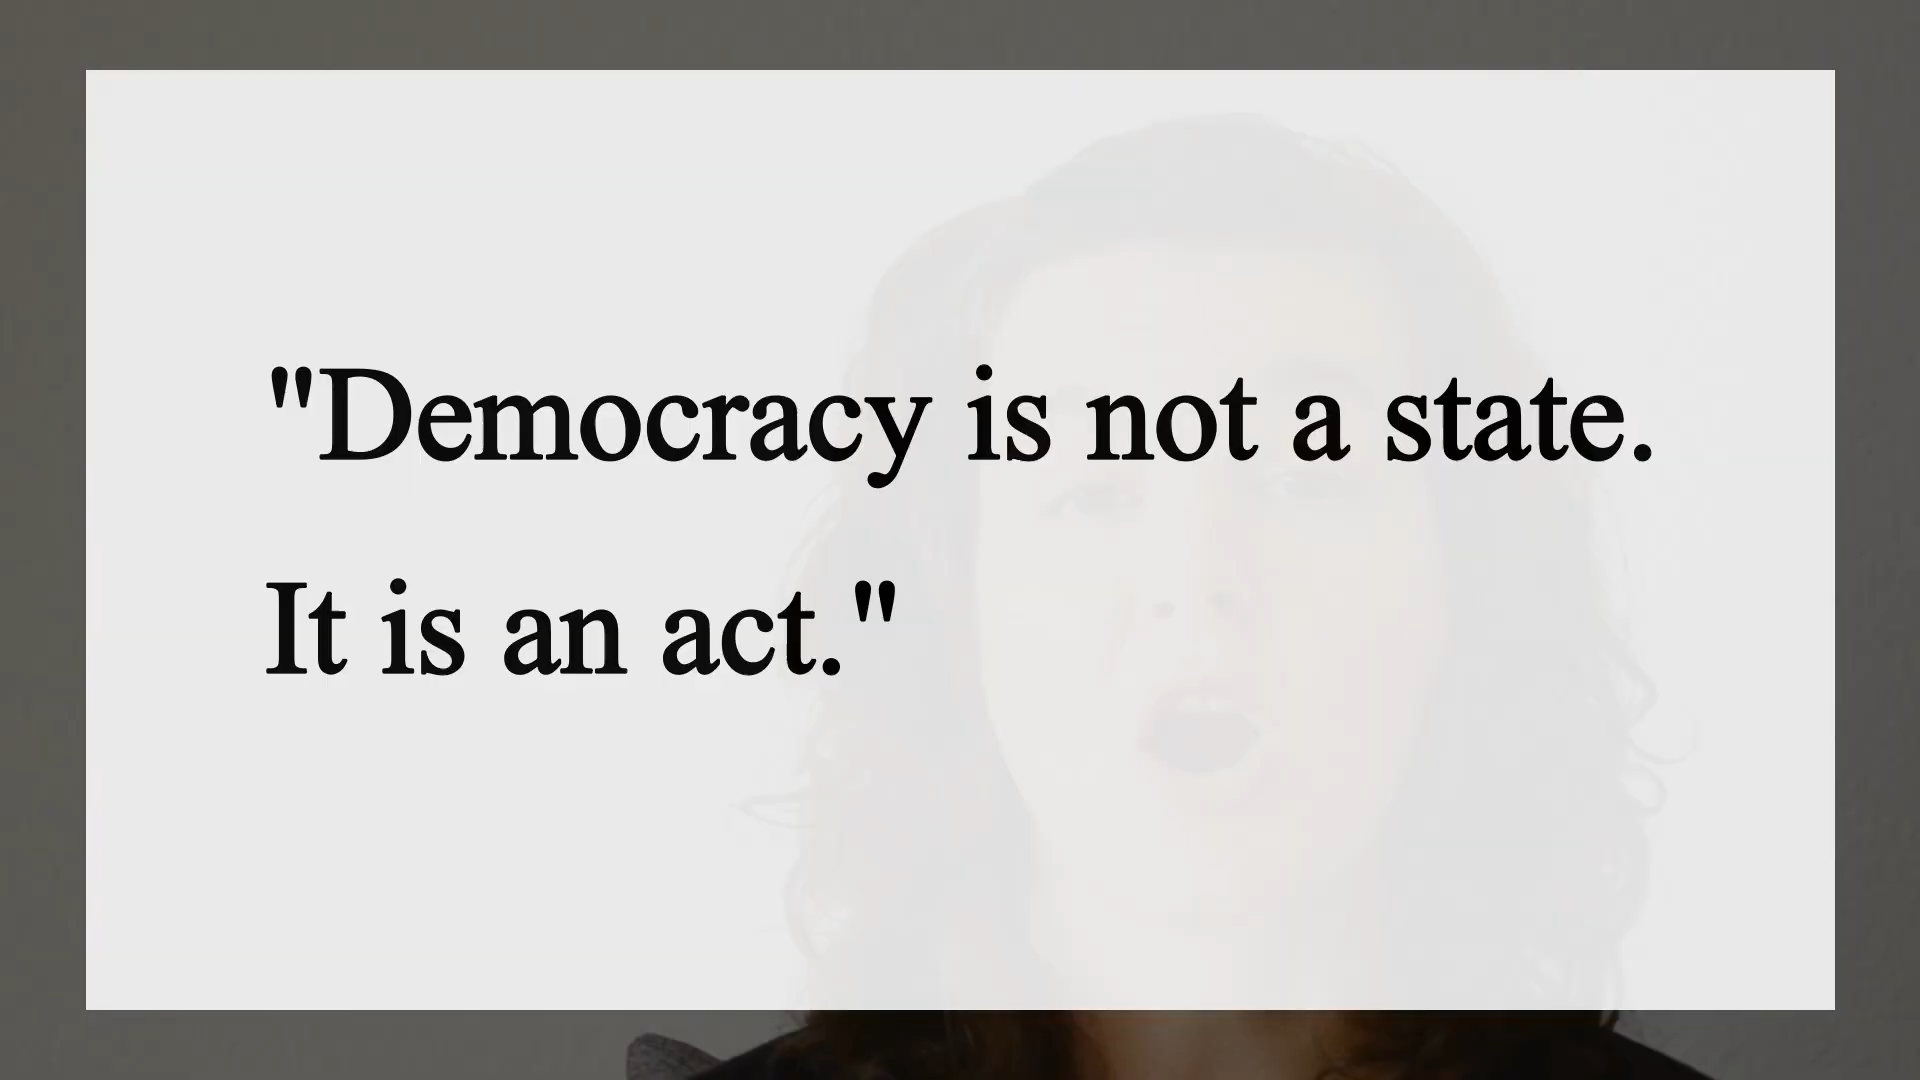 "Democracy is not a state.
It is an act."